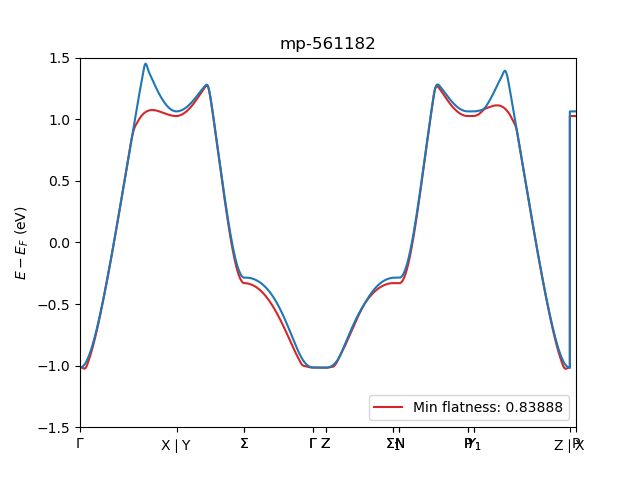 mp-561182
E − E_F (eV)
1.5
1.0
0.5
0.0
−0.5
−1.0
−1.5
Min flatness: 0.83888
Γ X | Y Σ Γ Z Σ₁ N P Y₁ Z | X P